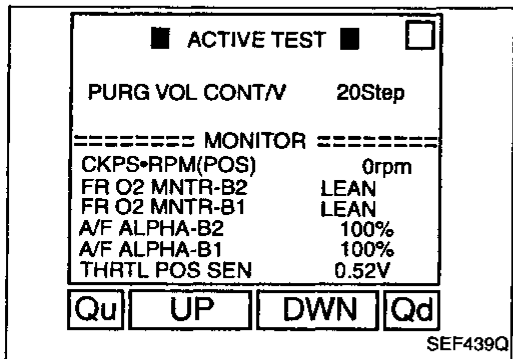 ■ ACTIVE TEST ■ □
PURG VOL CONT/V 20Step
======== MONITOR ========
CKPS•RPM(POS) 0rpm
FR O2 MNTR-B2 LEAN
FR O2 MNTR-B1 LEAN
A/F ALPHA-B2 100%
A/F ALPHA-B1 100%
THRTL POS SEN 0.52V
Qu UP DWN Qd
SEF439Q